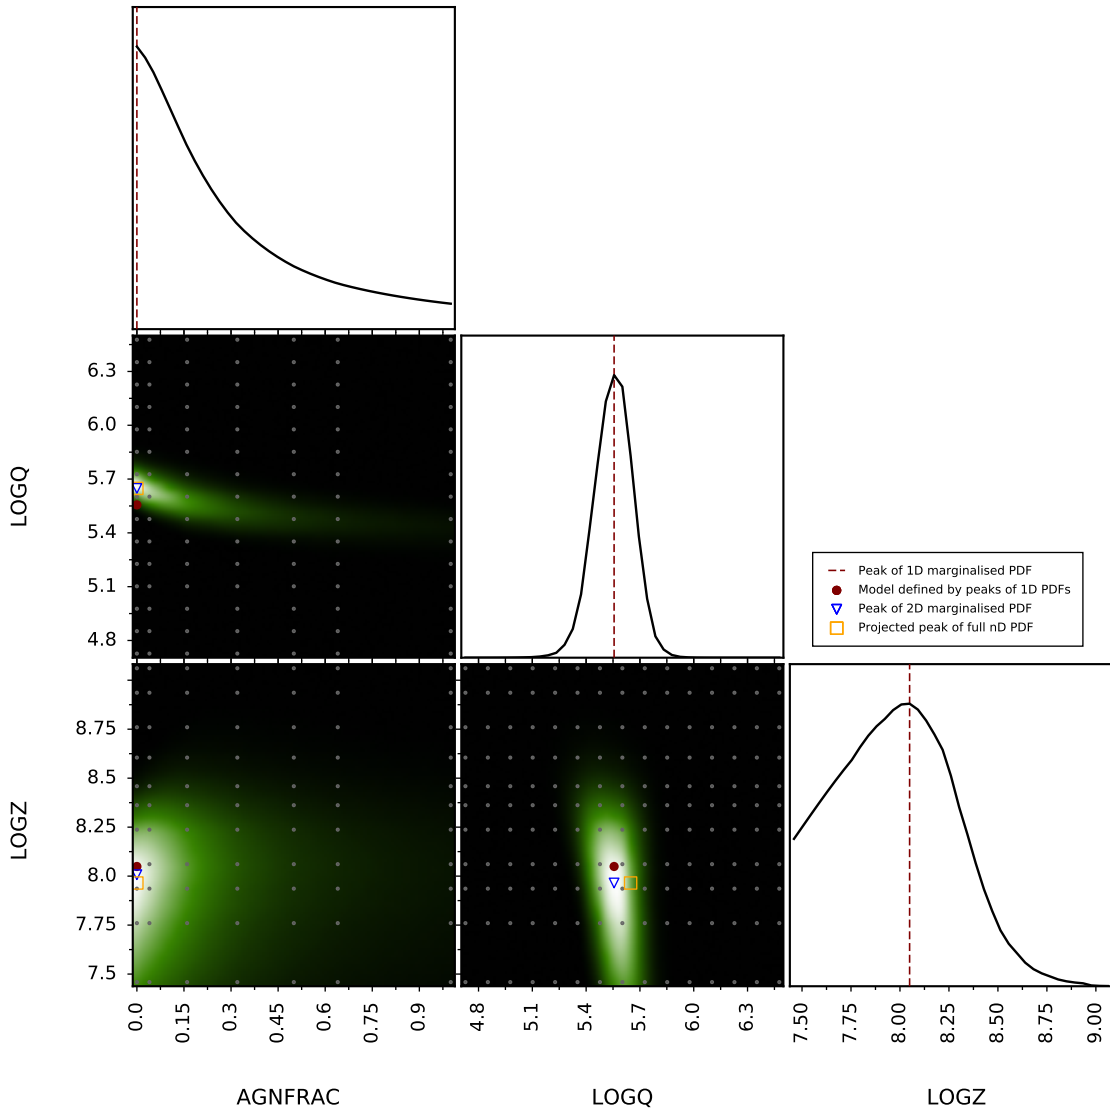 LOGQ
6.3
6.0
5.7
5.4
5.1
4.8
Peak of 1D marginalised PDF
Model defined by peaks of 1D PDFs
Peak of 2D marginalised PDF
Projected peak of full nD PDF
LOGZ
8.75
8.5
8.25
8.0
7.75
7.5
0.0 0.15 0.3 0.45 0.6 0.75 0.9
4.8 5.1 5.4 5.7 6.0 6.3
7.50 7.75 8.00 8.25 8.50 8.75 9.00
AGNFRAC LOGQ LOGZ